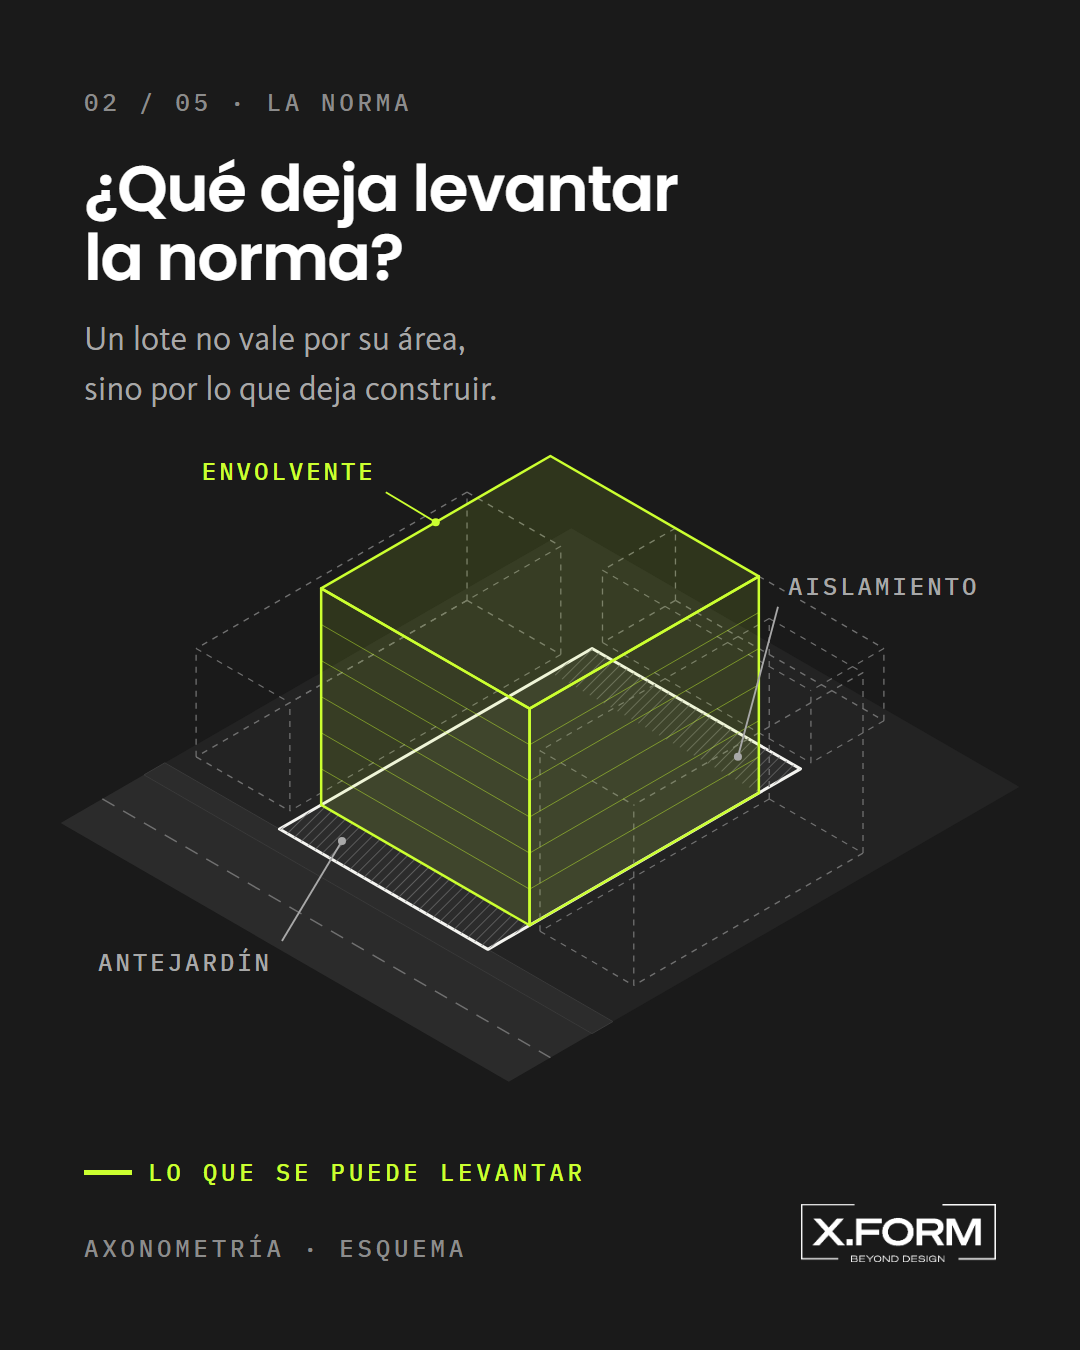 02 / 05 · LA NORMA
¿Qué deja levantar
la norma?
Un lote no vale por su área,
sino por lo que deja construir.
ENVOLVENTE
AISLAMIENTO
ANTEJARDÍN
LO QUE SE PUEDE LEVANTAR
AXONOMETRÍA · ESQUEMA
X.FORM
BEYOND DESIGN